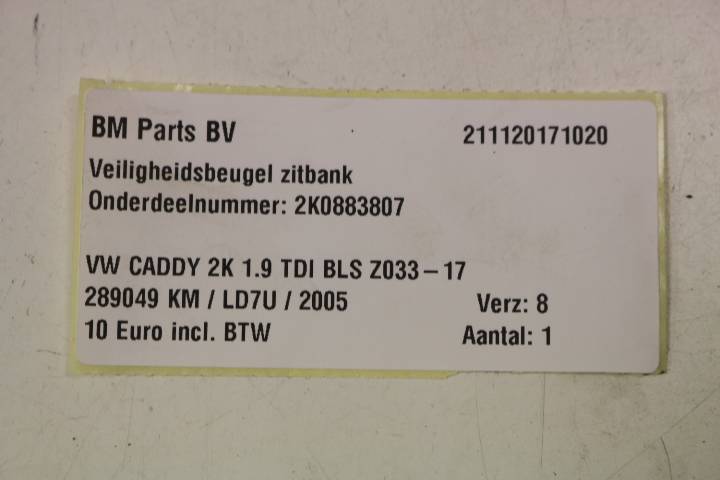 BM Parts BV 211120171020
Veiligheidsbeugel zitbank
Onderdeelnummer: 2K0883807
VW CADDY 2K 1.9 TDI BLS Z033-17
289049 KM / LD7U / 2005 Verz: 8
10 Euro incl. BTW Aantal: 1